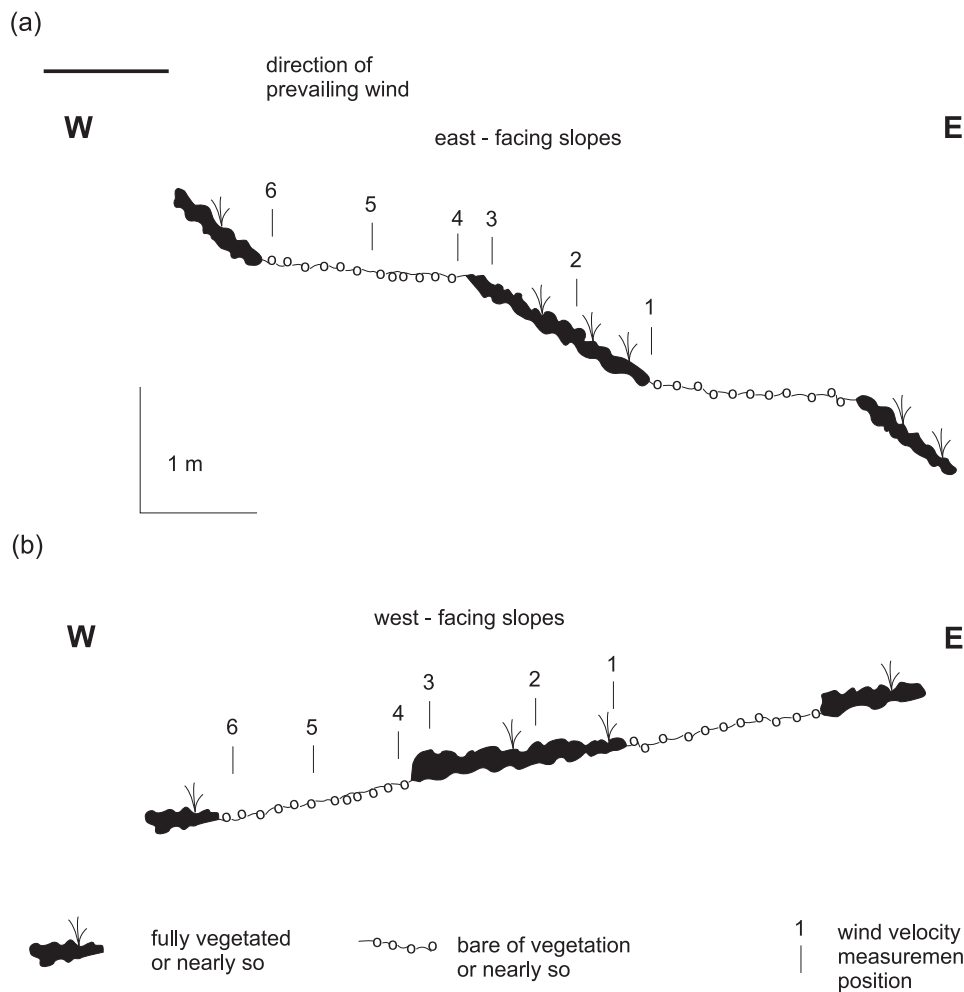 (a)
direction of
prevailing wind
W
E
east - facing slopes
6
5
4
3
2
1
1 m
(b)
W
E
west - facing slopes
6
5
4
3
2
1
fully vegetated
or nearly so
bare of vegetation
or nearly so
1
wind velocity
measuremen
position